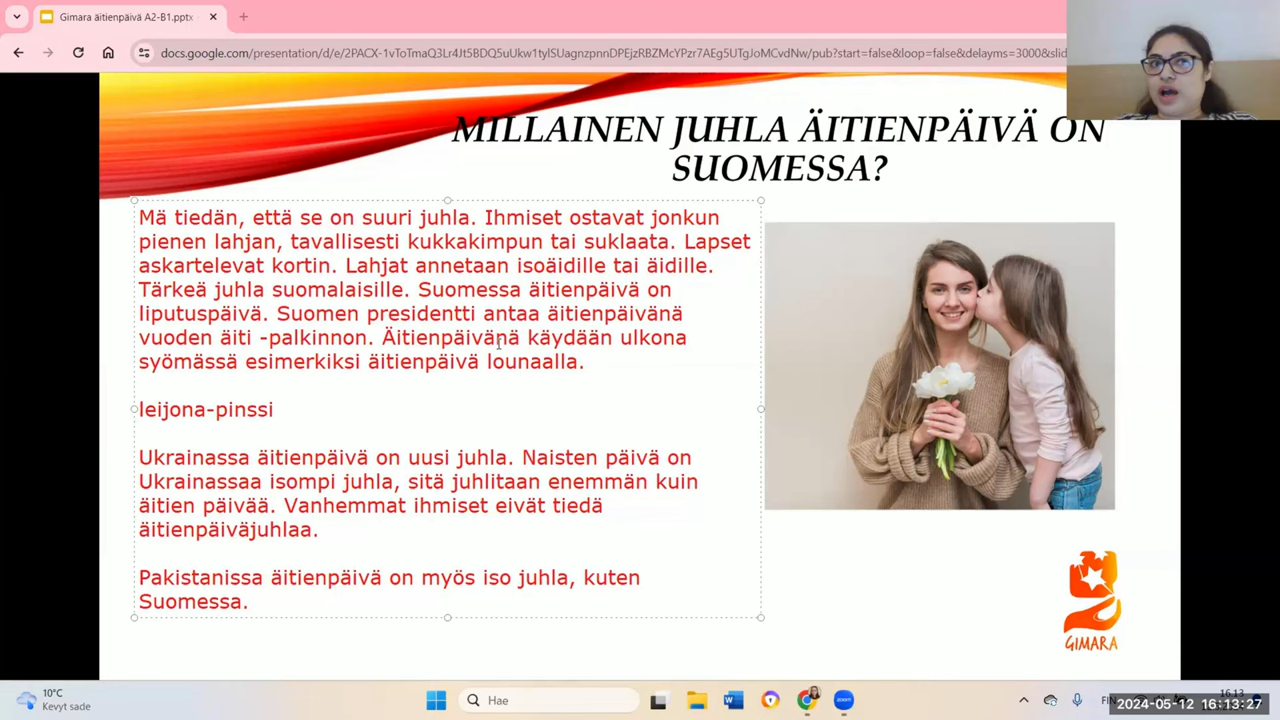 Gimara äitienpäivä A2-B1.pptx
docs.google.com/presentation/d/e/2PACX-1vToTmaQ3Lr4Jt5BDQ5uUkw1tylSUagnzpnnDPEjzRBZMcYPzr7AEg5UTgJoMCvdNw/pub?start=false&loop=false&delayms=3000&slid
MILLAINEN JUHLA ÄITIENPÄIVÄ ON
SUOMESSA?
Mä tiedän, että se on suuri juhla. Ihmiset ostavat jonkun
pienen lahjan, tavallisesti kukkakimpun tai suklaata. Lapset
askartelevat kortin. Lahjat annetaan isoäidille tai äidille.
Tärkeä juhla suomalaisille. Suomessa äitienpäivä on
liputuspäivä. Suomen presidentti antaa äitienpäivänä
vuoden äiti -palkinnon. Äitienpäivänä käydään ulkona
syömässä esimerkiksi äitienpäivä lounaalla.
leijona-pinssi
Ukrainassa äitienpäivä on uusi juhla. Naisten päivä on
Ukrainassaa isompi juhla, sitä juhlitaan enemmän kuin
äitien päivää. Vanhemmat ihmiset eivät tiedä
äitienpäiväjuhlaa.
Pakistanissa äitienpäivä on myös iso juhla, kuten
Suomessa.
GIMARA
10°C
Kevyt sade
Hae
zoom
16.13
2024-05-12 16:13:27